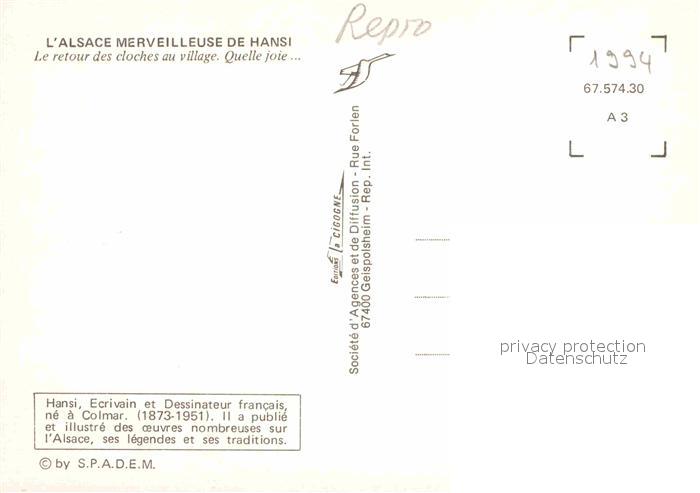 L'ALSACE MERVEILLEUSE DE HANSI
Le retour des cloches au village. Quelle joie ...
Repro
1994
67.574.30
A 3
Editions la CIGOGNE
Société d'Agences et de Diffusion - Rue Forlen
67400 Geispolsheim - Rep. Int.
privacy protection
Datenschutz
Hansi, Ecrivain et Dessinateur français,
né à Colmar. (1873-1951). Il a publié
et illustré des œuvres nombreuses sur
l'Alsace, ses légendes et ses traditions.
© by S.P.A.D.E.M.